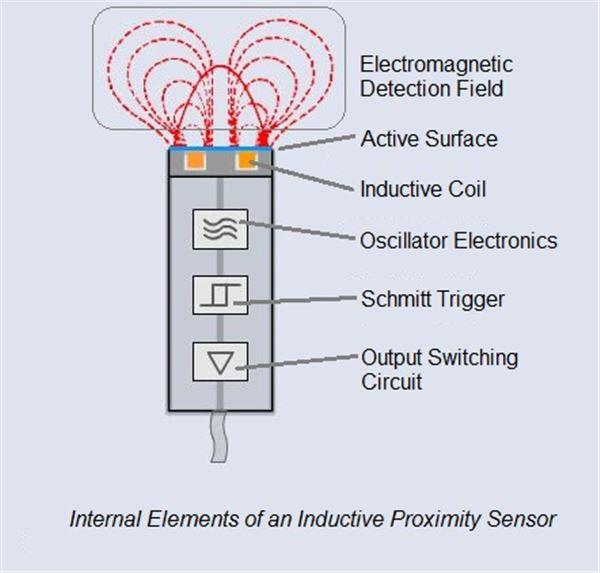 Electromagnetic
Detection Field
Active Surface
Inductive Coil
Oscillator Electronics
Schmitt Trigger
Output Switching
Circuit
Internal Elements of an Inductive Proximity Sensor